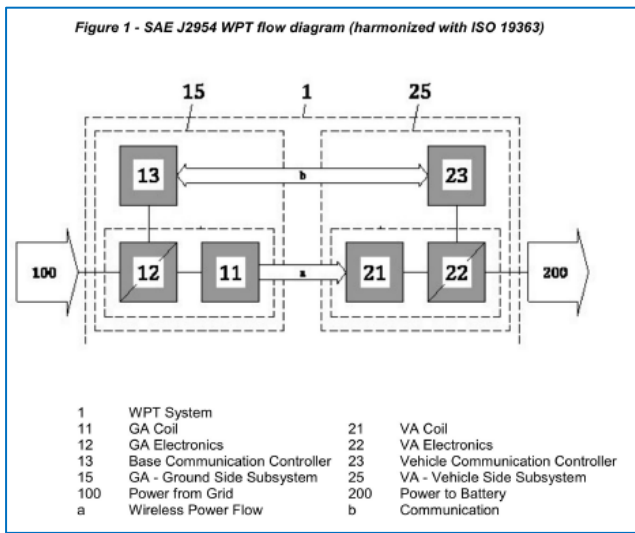 Figure 1 - SAE J2954 WPT flow diagram (harmonized with ISO 19363)
15 1 25
13 b 23
100 12 11 a 21 22 200
1 WPT System
11 GA Coil 21 VA Coil
12 GA Electronics 22 VA Electronics
13 Base Communication Controller 23 Vehicle Communication Controller
15 GA - Ground Side Subsystem 25 VA - Vehicle Side Subsystem
100 Power from Grid 200 Power to Battery
a Wireless Power Flow b Communication